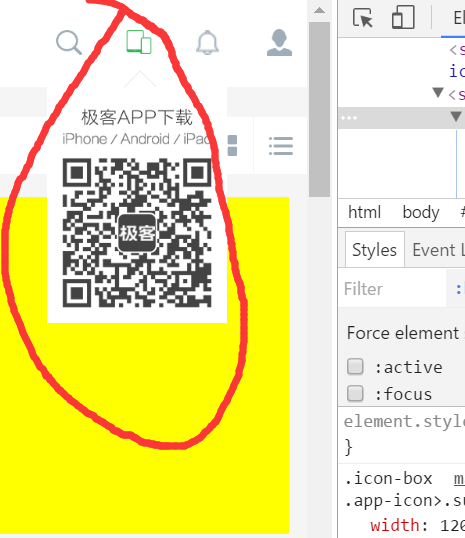 极客APP下载
iPhone / Android / iPad
极客
El
<s
ic
<s
html
body
Styles
Event L
Filter
Force element s
:active
:focus
element.style
}
.icon-box
ma
.app-icon>.su
width: 120